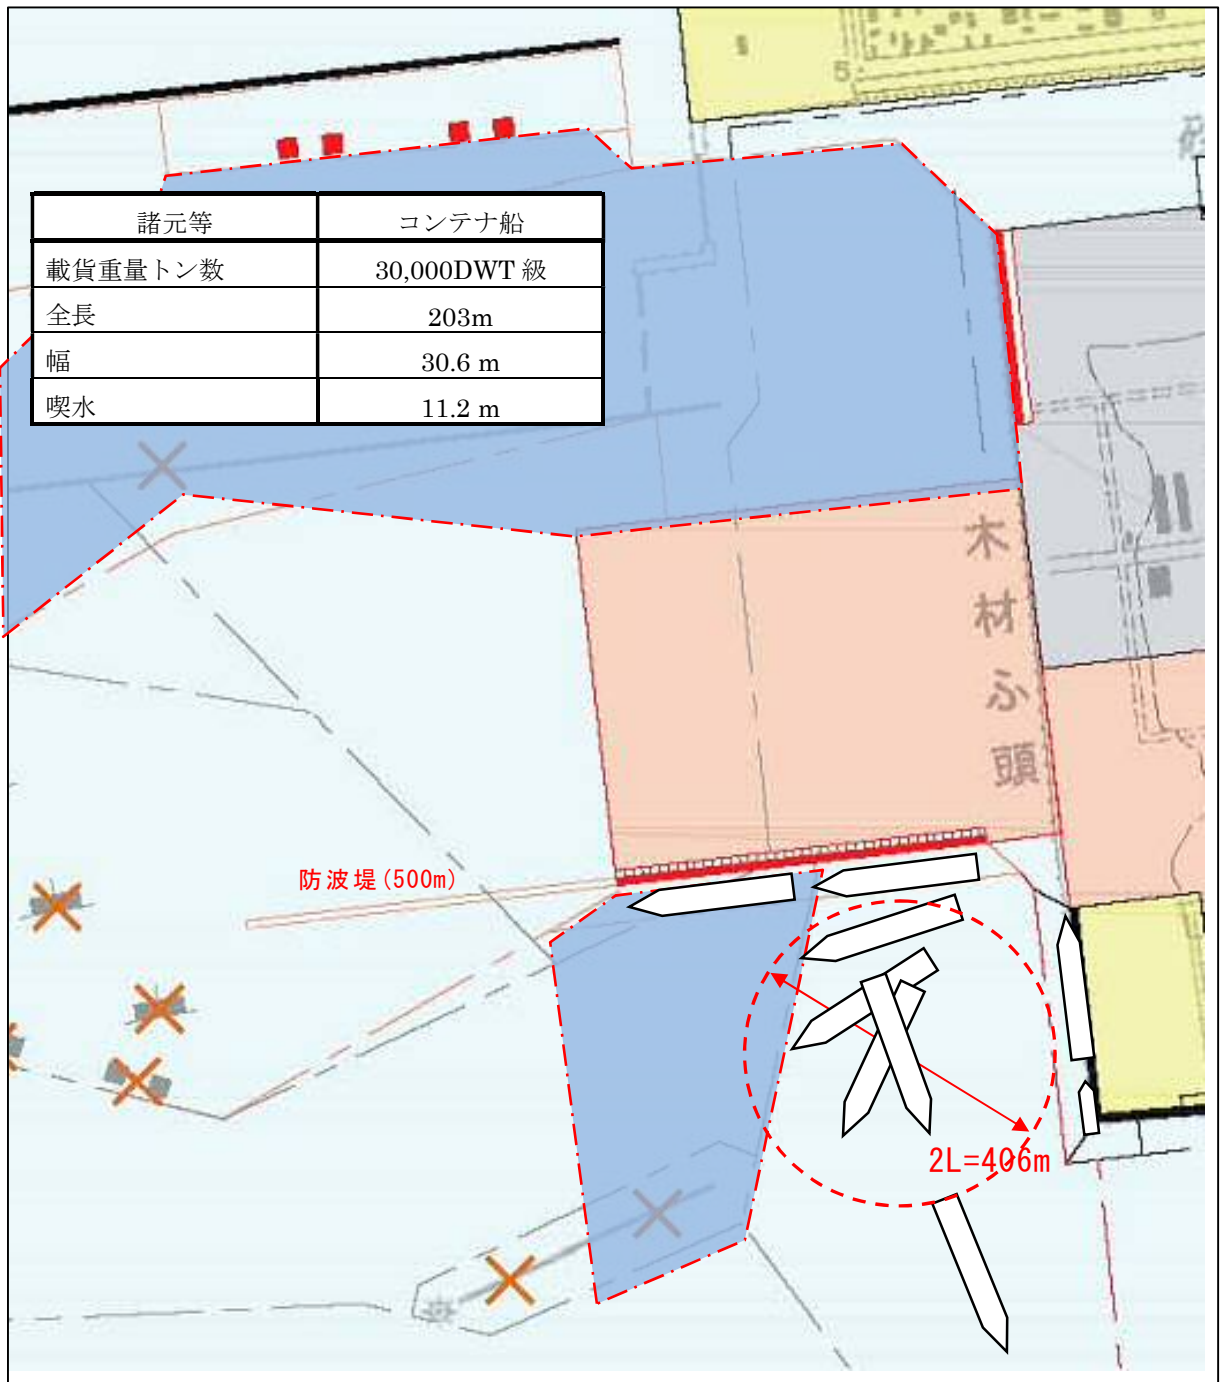 5
諸元等 コンテナ船
載貨重量トン数 30,000DWT 級
全長 203m
幅 30.6 m
喫水 11.2 m
木材ふ頭
防波堤(500m)
2L=406m